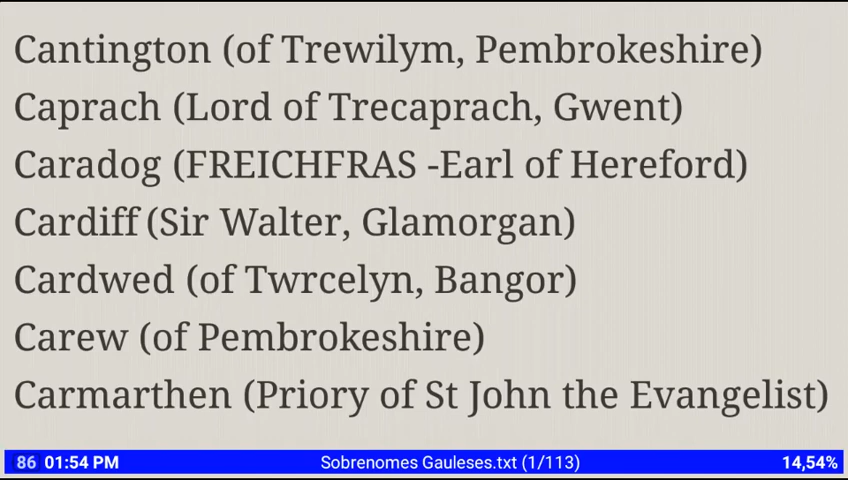 Cantington (of Trewilym, Pembrokeshire)
Caprach (Lord of Trecaprach, Gwent)
Caradog (FREICHFRAS -Earl of Hereford)
Cardiff (Sir Walter, Glamorgan)
Cardwed (of Twrcelyn, Bangor)
Carew (of Pembrokeshire)
Carmarthen (Priory of St John the Evangelist)
86 01:54 PM Sobrenomes Gauleses.txt (1/113) 14,54%